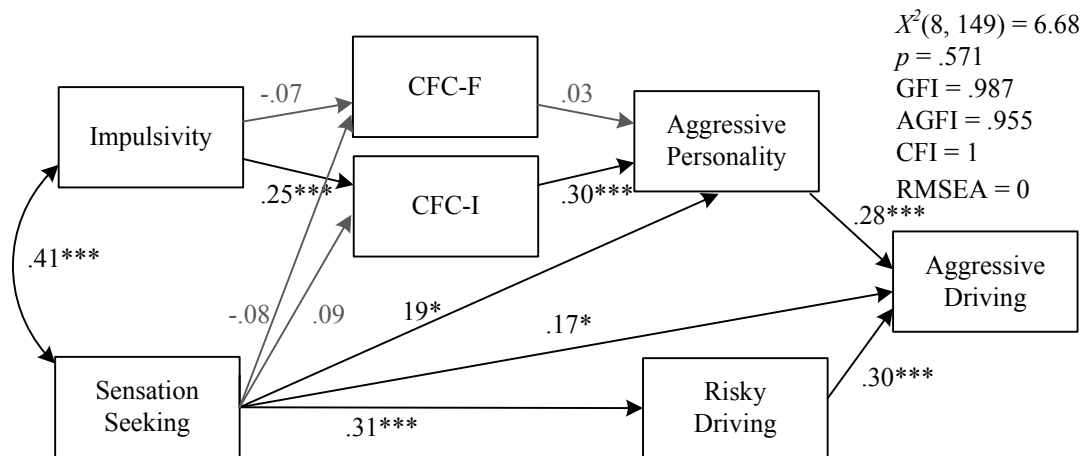 X²(8, 149) = 6.68
p = .571
GFI = .987
AGFI = .955
CFI = 1
RMSEA = 0
CFC-F
-.07
.03
Impulsivity
Aggressive
Personality
.25***
CFC-I
.30***
.28***
.41***
Aggressive
Driving
-.08
.09
19*
.17*
Sensation
Seeking
.31***
Risky
Driving
.30***